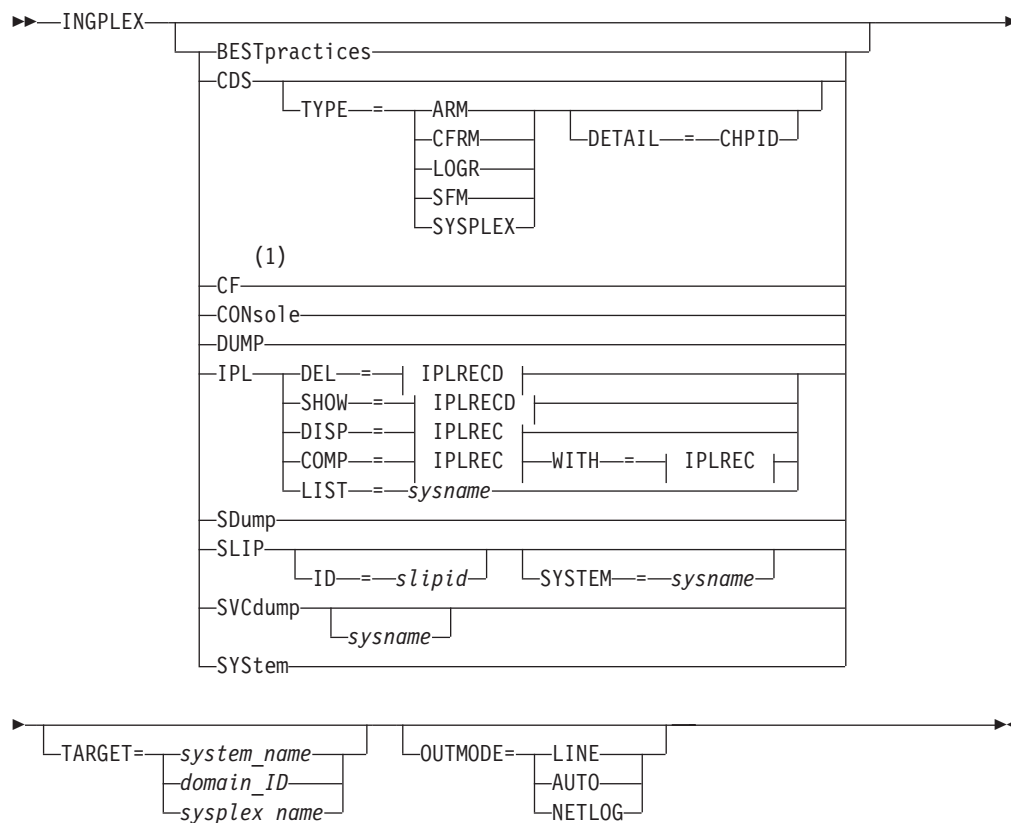 INGPLEX
BESTpractices
CDS
TYPE = ARM
CFRM DETAIL = CHPID
LOGR
SFM
SYSPLEX
(1)
CF
CONsole
DUMP
IPL DEL = IPLRECD
SHOW = IPLRECD
DISP = IPLREC
COMP = IPLREC WITH = IPLREC
LIST = sysname
SDump
SLIP
ID = slipid SYSTEM = sysname
SVCdump
sysname
SYStem
TARGET= system_name OUTMODE= LINE
domain_ID AUTO
sysplex_name NETLOG